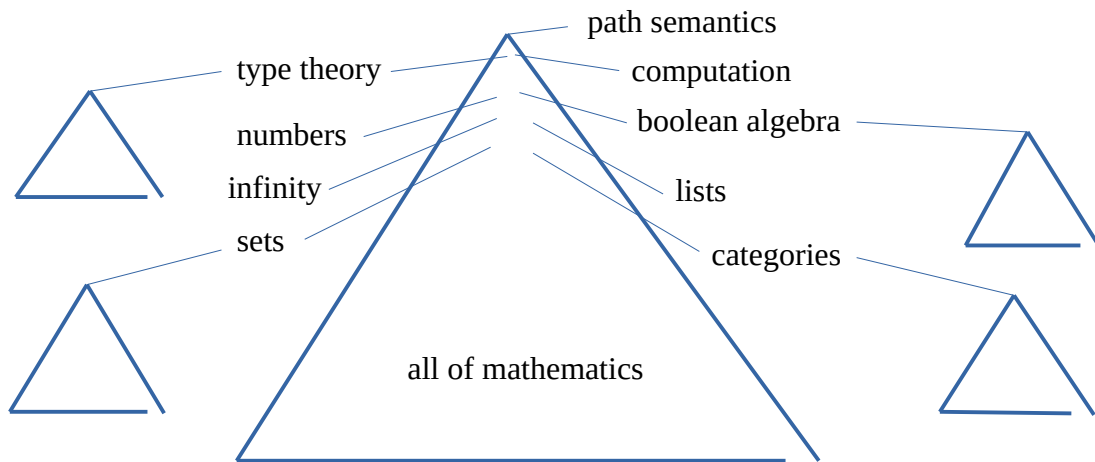 path semantics
type theory
computation
numbers
boolean algebra
infinity
lists
sets
categories
all of mathematics